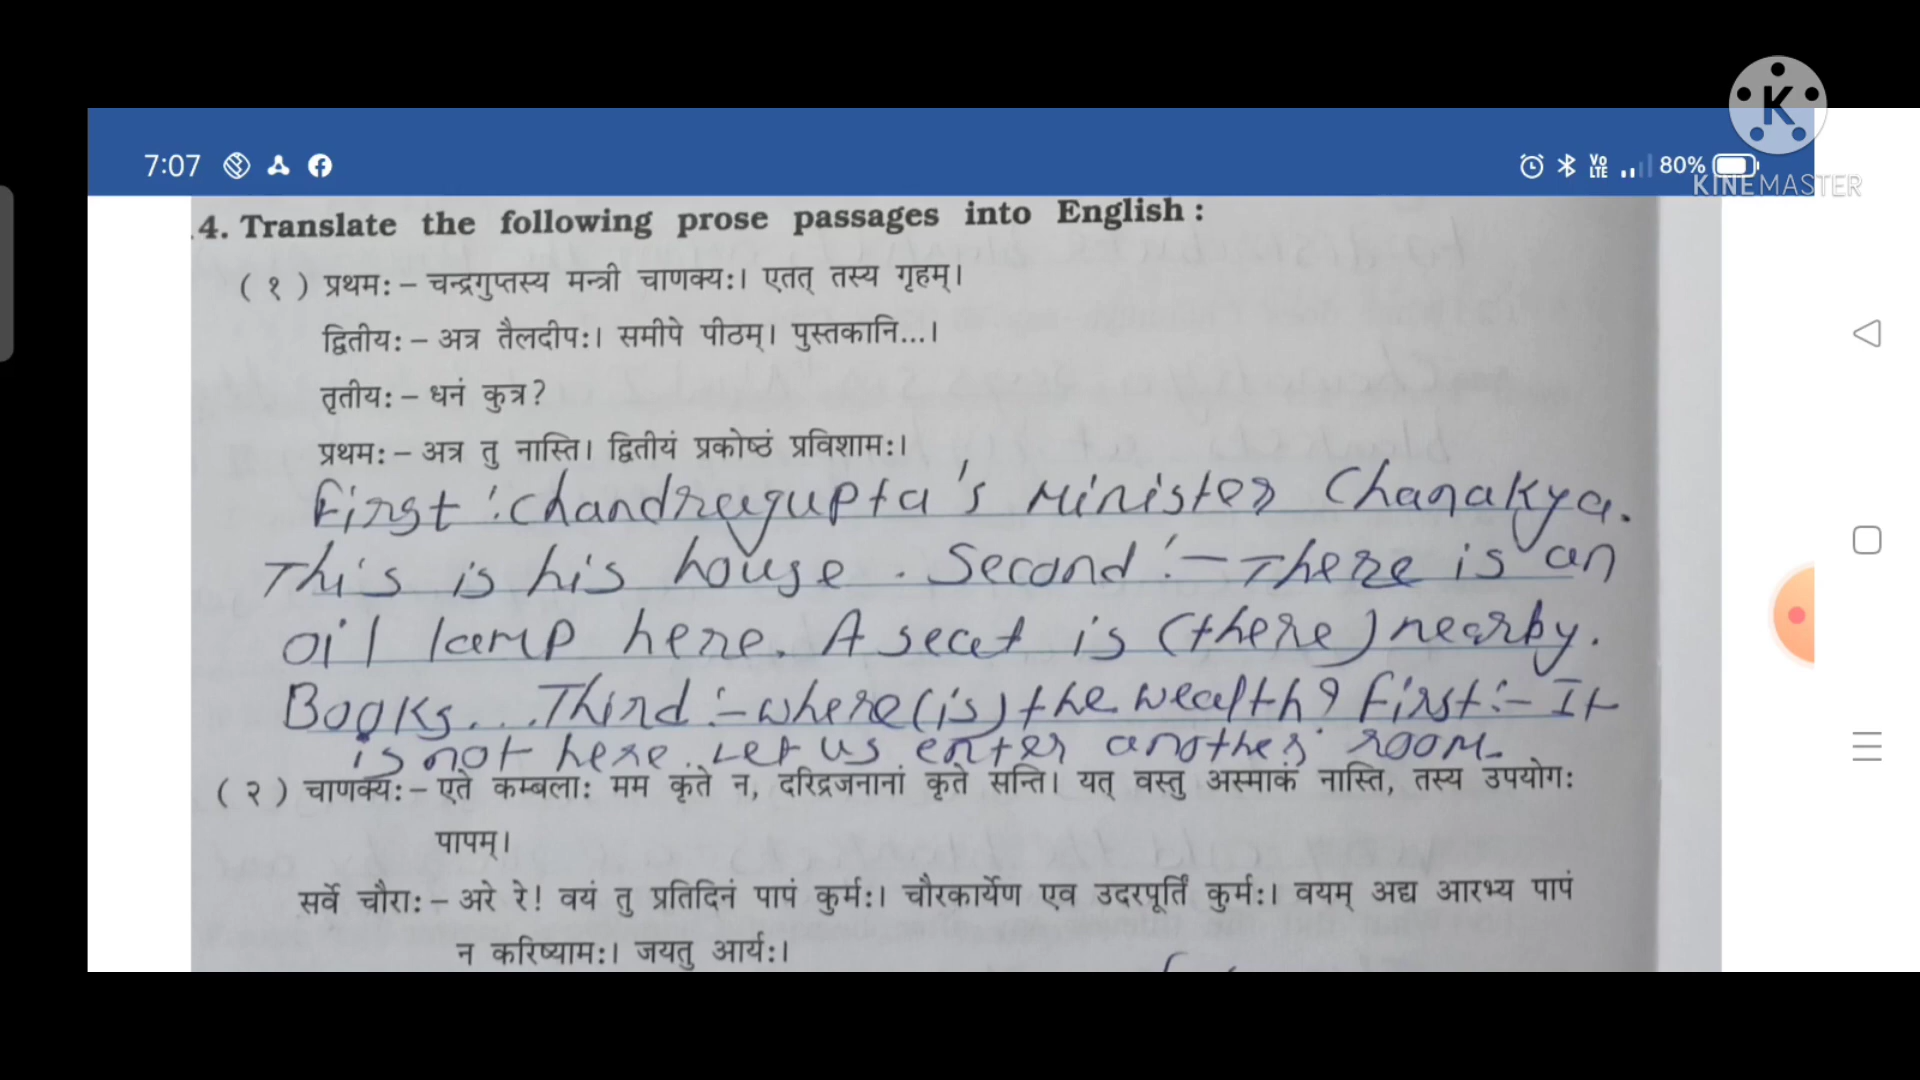 7:07
Vo LTE 80%
K
KINEMASTER
4. Translate the following prose passages into English :
( १ ) प्रथमः – चन्द्रगुप्तस्य मन्त्री चाणक्यः। एतत् तस्य गृहम्।
द्वितीयः – अत्र तैलदीपः। समीपे पीठम्। पुस्तकानि...।
तृतीयः – धनं कुत्र?
प्रथमः – अत्र तु नास्ति। द्वितीयं प्रकोष्ठं प्रविशामः।
First :- Chandragupta's Minister Chanakya.
This is his house . Second :- There is an
oil lamp here. A seat is (there) nearby.
Books... Third :- where (is) the wealth? First :- It
is not here. Let us enter another room.
( २ ) चाणक्यः – एते कम्बलाः मम कृते न, दरिद्रजनानां कृते सन्ति। यत् वस्तु अस्माकं नास्ति, तस्य उपयोगः
पापम्।
सर्वे चौराः – अरे रे! वयं तु प्रतिदिनं पापं कुर्मः। चौरकार्येण एव उदरपूर्तिं कुर्मः। वयम् अद्य आरभ्य पापं
न करिष्यामः। जयतु आर्यः।